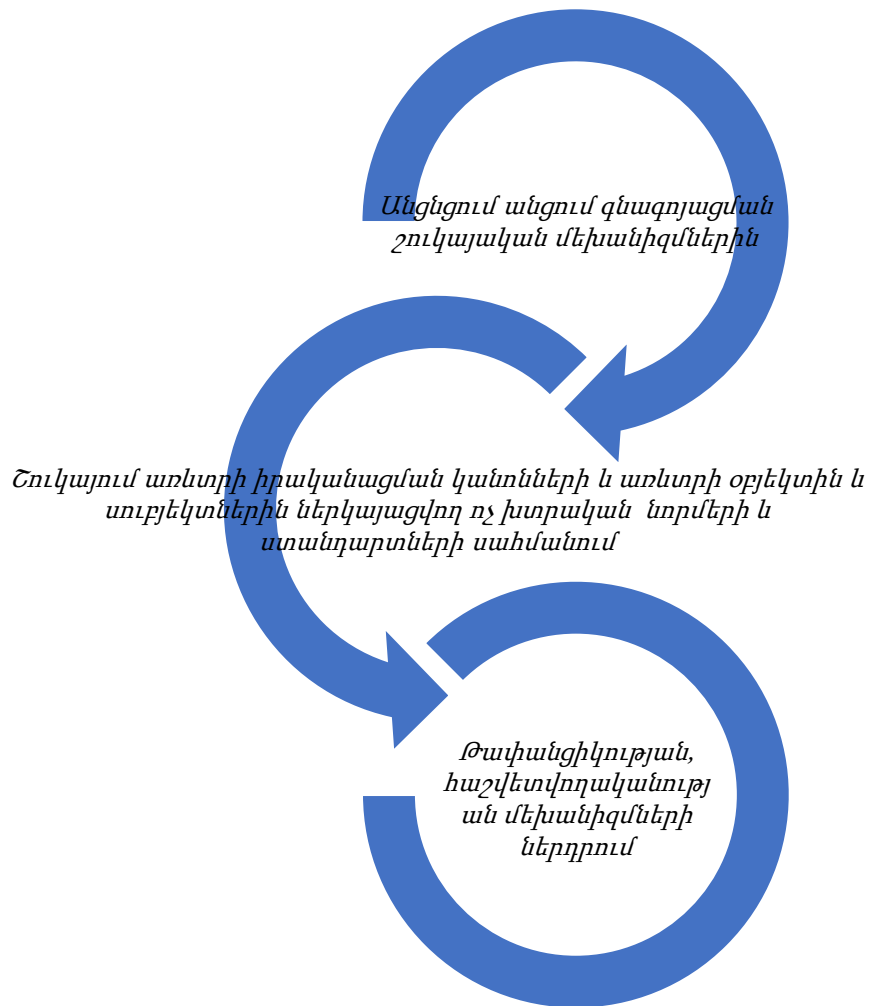 Անցնցում անցում գնագոյացման
շուկայական մեխանիզմներին
Շուկայում առևտրի իրականացման կանոնների և առևտրի օբյեկտին և
սուբյեկտներին ներկայացվող ոչ խտրական նորմերի և
ստանդարտների սահմանում
Թափանցիկության,
հաշվետվողականությ
ան մեխանիզմների
ներդրում